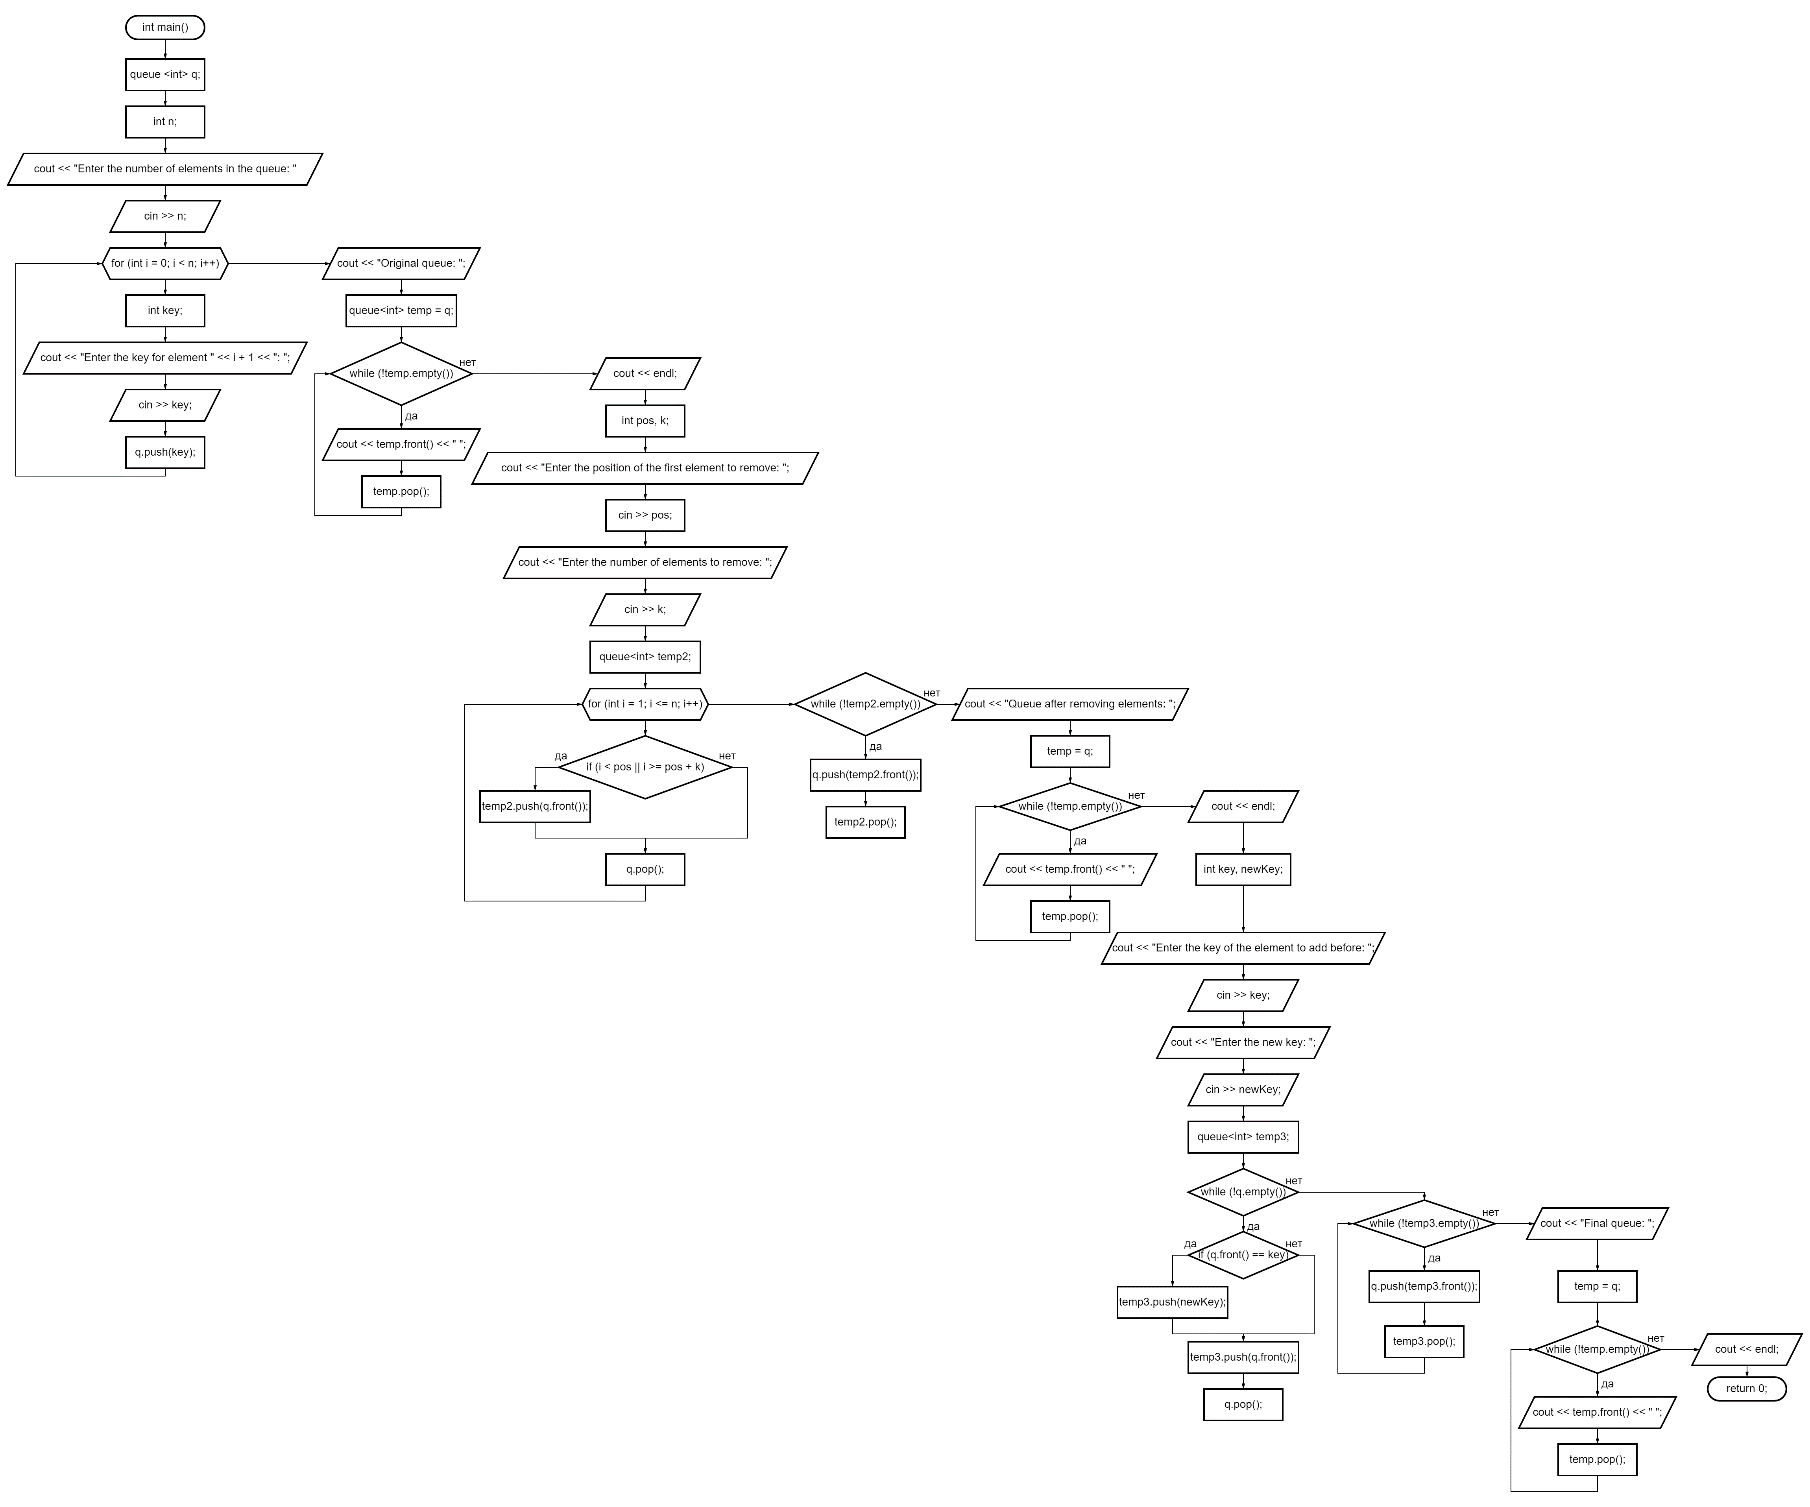 int main()
queue <int> q;
int n;
cout << "Enter the number of elements in the queue: "
cin >> n;
for (int i = 0; i < n; i++)
int key;
cout << "Enter the key for element " << i + 1 << ": ";
cin >> key;
q.push(key);
cout << "Original queue: ";
queue<int> temp = q;
while (!temp.empty())
нет
да
cout << temp.front() << " ";
temp.pop();
cout << endl;
int pos, k;
cout << "Enter the position of the first element to remove: ";
cin >> pos;
cout << "Enter the number of elements to remove: ";
cin >> k;
queue<int> temp2;
for (int i = 1; i <= n; i++)
да
if (i < pos || i >= pos + k)
нет
temp2.push(q.front());
q.pop();
while (!temp2.empty())
нет
да
q.push(temp2.front());
temp2.pop();
cout << "Queue after removing elements: ";
temp = q;
while (!temp.empty())
нет
да
cout << temp.front() << " ";
temp.pop();
cout << endl;
int key, newKey;
cout << "Enter the key of the element to add before: ";
cin >> key;
cout << "Enter the new key: ";
cin >> newKey;
queue<int> temp3;
while (!q.empty())
нет
да
да
if (q.front() == key)
нет
temp3.push(newKey);
temp3.push(q.front());
q.pop();
while (!temp3.empty())
нет
да
q.push(temp3.front());
temp3.pop();
cout << "Final queue: ";
temp = q;
while (!temp.empty())
нет
да
cout << temp.front() << " ";
temp.pop();
cout << endl;
return 0;